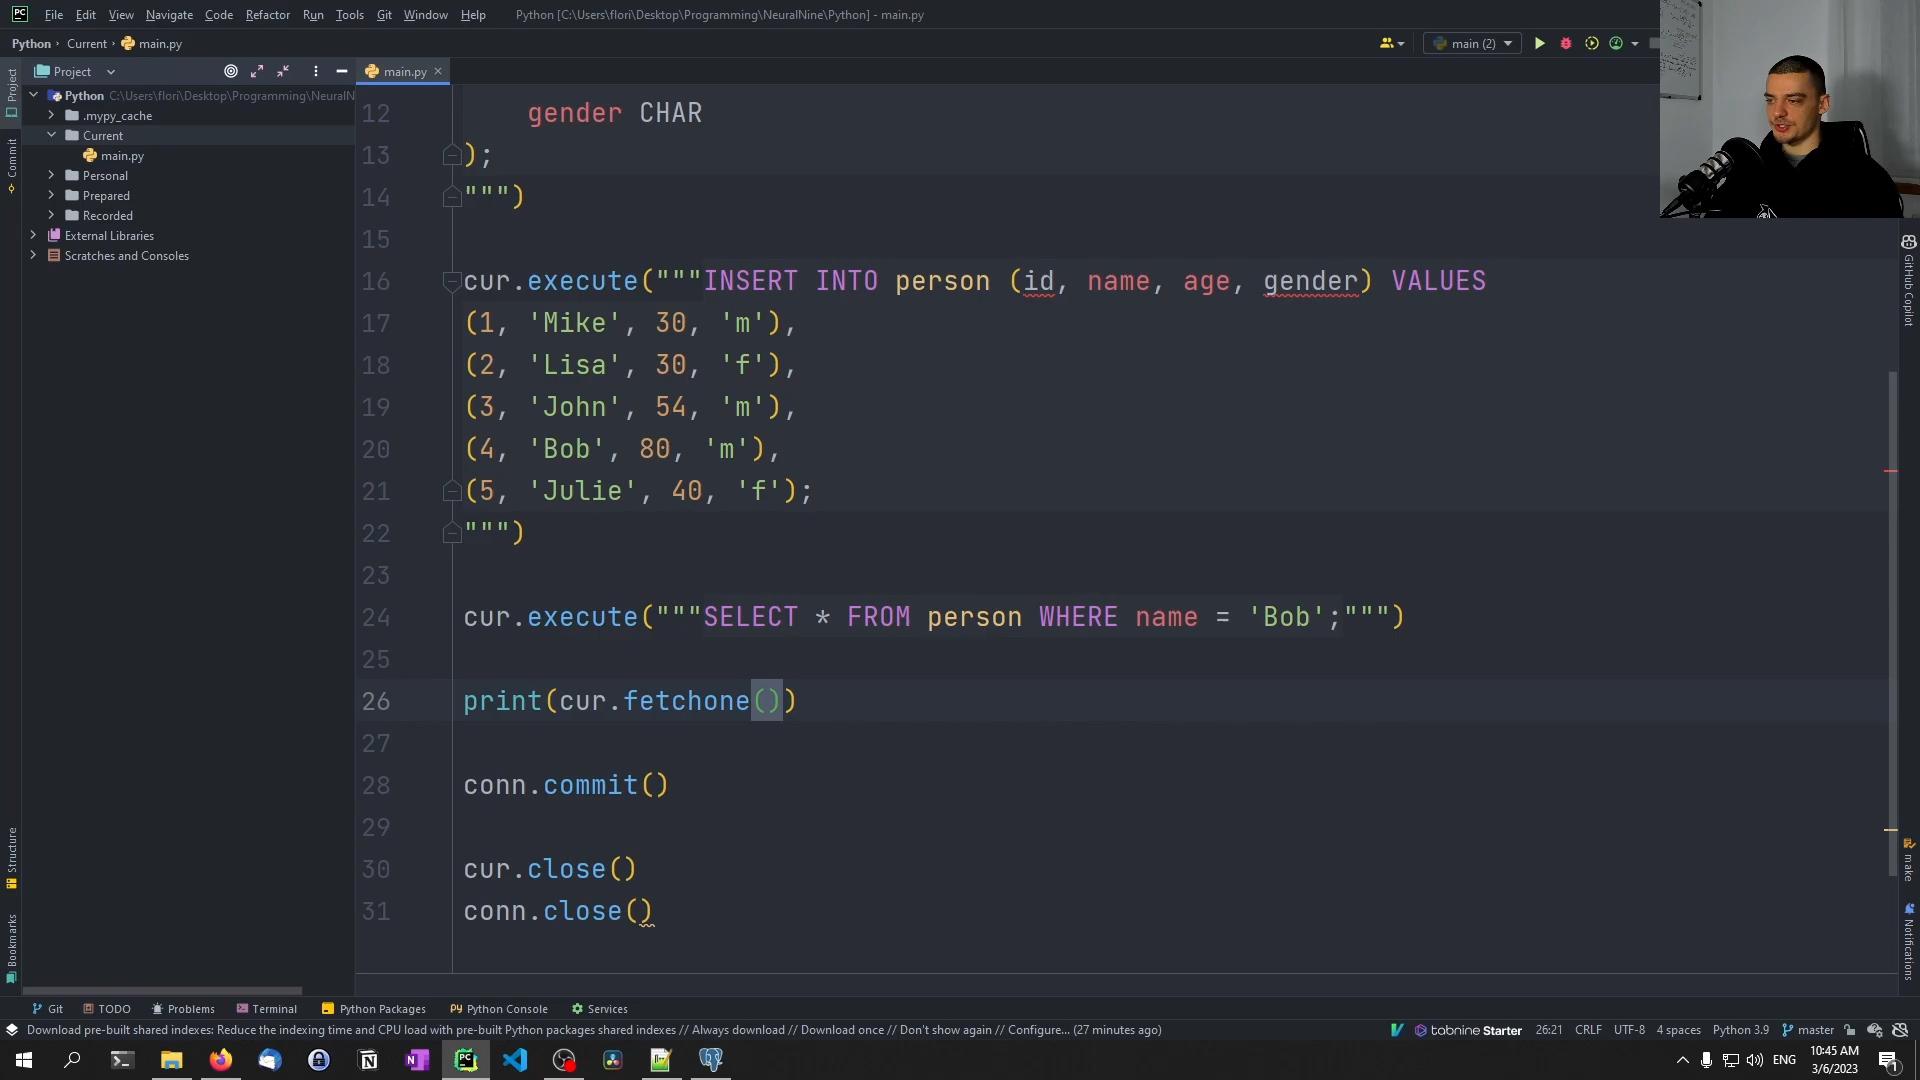 File Edit View Navigate Code Refactor Run Tools Git Window Help Python [C:\Users\flori\Desktop\Programming\NeuralNine\Python] - main.py
Python Current main.py main (2)
Project main.py
Python C:\Users\flori\Desktop\Programming\NeuralN
.mypy_cache
Current
main.py
Personal
Prepared
Recorded
External Libraries
Scratches and Consoles
Project
Commit
Structure
Bookmarks
12 gender CHAR
13 );
14 """)
15
16 cur.execute("""INSERT INTO person (id, name, age, gender) VALUES
17 (1, 'Mike', 30, 'm'),
18 (2, 'Lisa', 30, 'f'),
19 (3, 'John', 54, 'm'),
20 (4, 'Bob', 80, 'm'),
21 (5, 'Julie', 40, 'f');
22 """)
23
24 cur.execute("""SELECT * FROM person WHERE name = 'Bob';""")
25
26 print(cur.fetchone())
27
28 conn.commit()
29
30 cur.close()
31 conn.close()
GitHub Copilot
make
Notifications
Git TODO Problems Terminal Python Packages Python Console Services
Download pre-built shared indexes: Reduce the indexing time and CPU load with pre-built Python packages shared indexes // Always download // Download once // Don't show again // Configure... (27 minutes ago) tabnine Starter 26:21 CRLF UTF-8 4 spaces Python 3.9 master
ENG 10:45 AM
3/6/2023